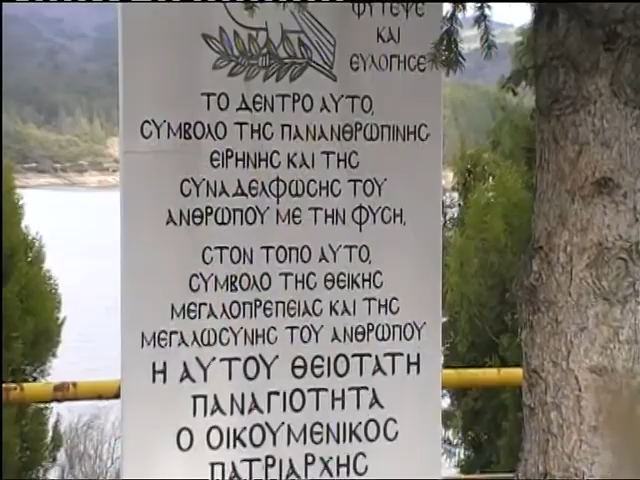 ΦΥΤΕΨΕ
ΚΑΙ
ΕΥΛΟΓΗΣΕ
ΤΟ ΔΕΝΤΡΟ ΑΥΤΟ,
ΣΥΜΒΟΛΟ ΤΗΣ ΠΑΝΑΝΘΡΩΠΙΝΗΣ
ΕΙΡΗΝΗΣ ΚΑΙ ΤΗΣ
ΣΥΝΑΔΕΛΦΩΣΗΣ ΤΟΥ
ΑΝΘΡΩΠΟΥ ΜΕ ΤΗΝ ΦΥΣΗ,
ΣΤΟΝ ΤΟΠΟ ΑΥΤΟ,
ΣΥΜΒΟΛΟ ΤΗΣ ΘΕΙΚΗΣ
ΜΕΓΑΛΟΠΡΕΠΕΙΑΣ ΚΑΙ ΤΗΣ
ΜΕΓΑΛΩΣΥΝΗΣ ΤΟΥ ΑΝΘΡΩΠΟΥ
Η ΑΥΤΟΥ ΘΕΙΟΤΑΤΗ
ΠΑΝΑΓΙΟΤΗΤΑ
Ο ΟΙΚΟΥΜΕΝΙΚΟΣ
ΠΑΤΡΙΑΡΧΗΣ